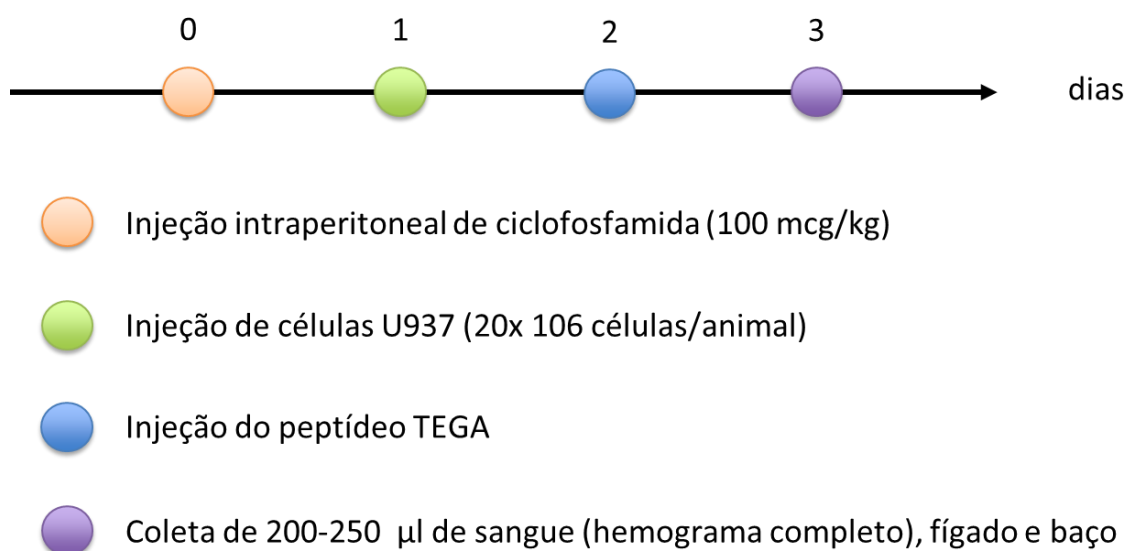 0 1 2 3
dias
Injeção intraperitoneal de ciclofosfamida (100 mcg/kg)
Injeção de células U937 (20x 106 células/animal)
Injeção do peptídeo TEGA
Coleta de 200-250 μl de sangue (hemograma completo), fígado e baço